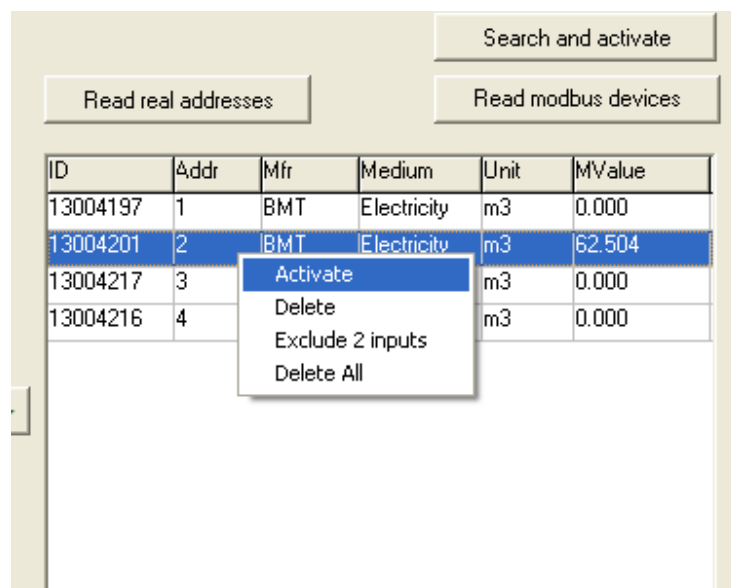 Search and activate
Read real addresses
Read modbus devices
ID Addr Mfr Medium Unit MValue
13004197 1 BMT Electricity m3 0.000
13004201 2 BMT Electricity m3 62.504
13004217 3 m3 0.000
13004216 4 m3 0.000
Activate
Delete
Exclude 2 inputs
Delete All